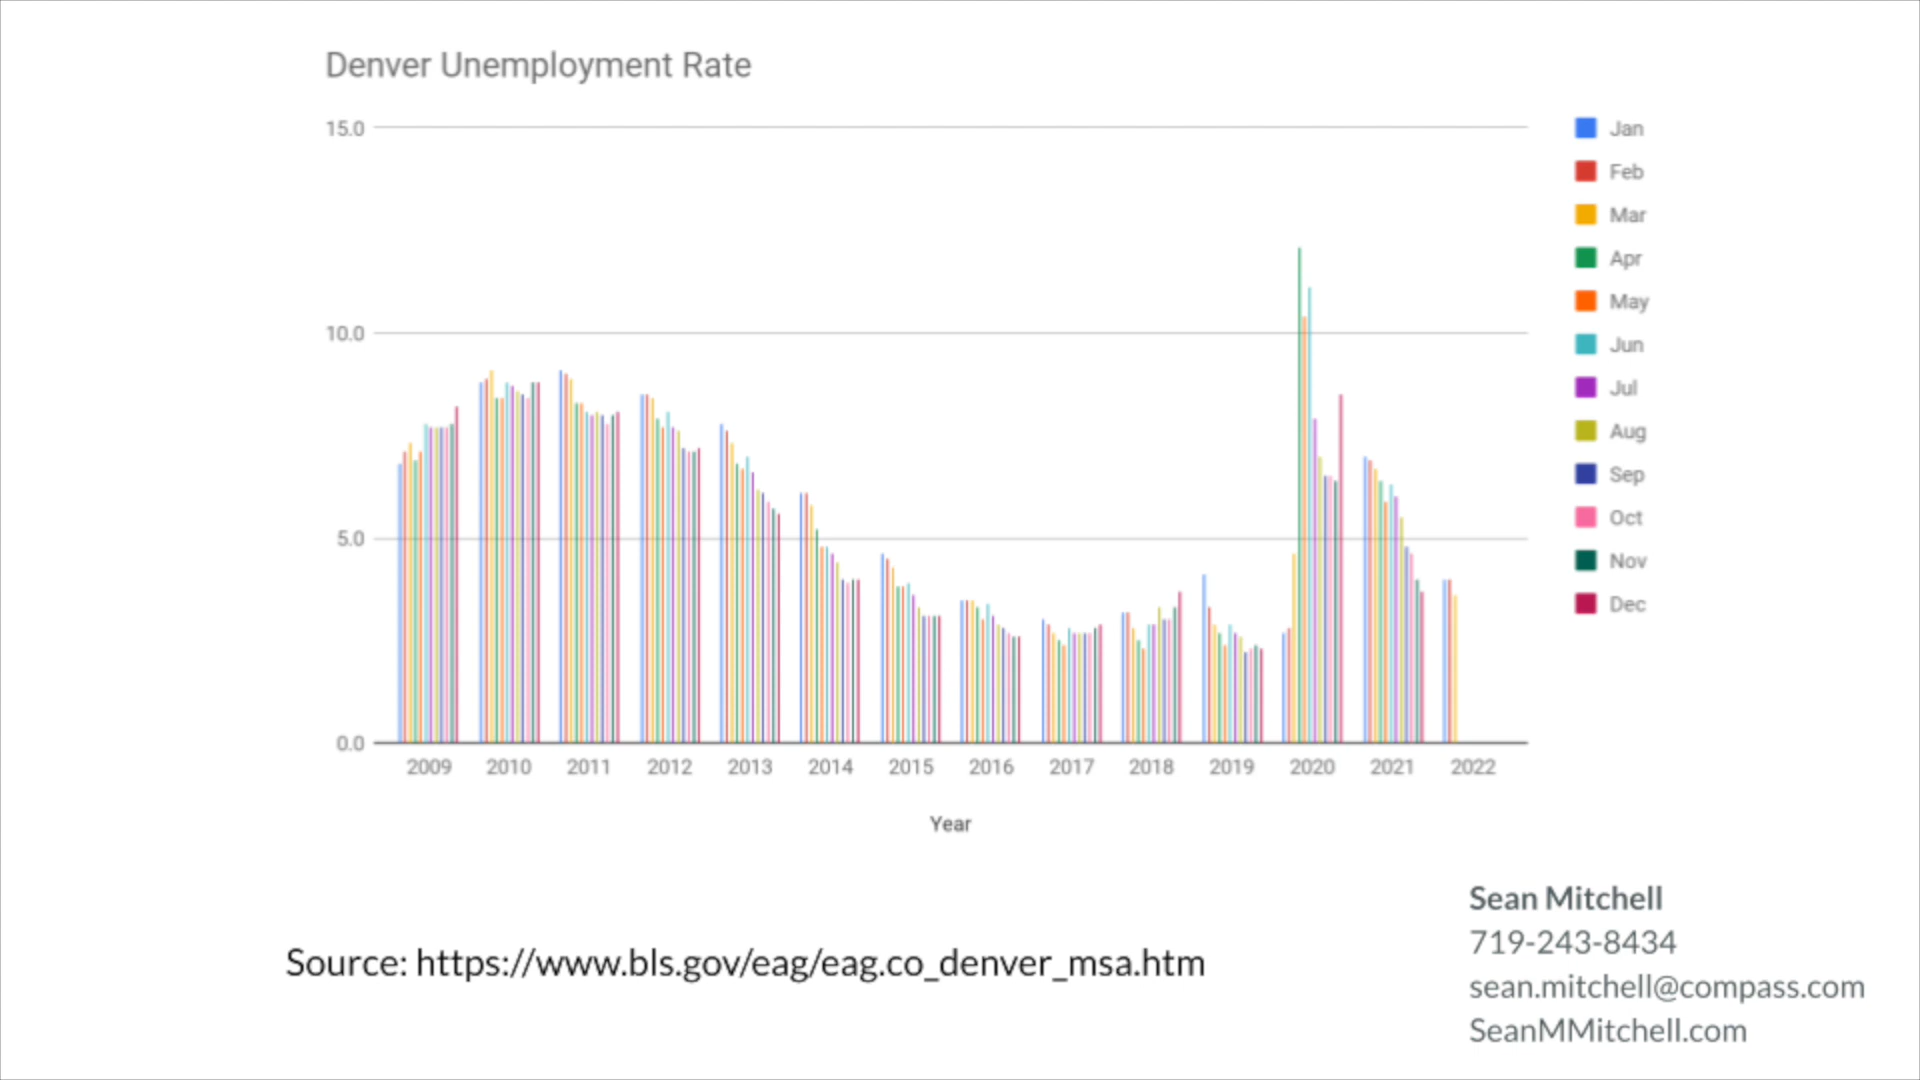 Denver Unemployment Rate
15.0
10.0
5.0
0.0
2009 2010 2011 2012 2013 2014 2015 2016 2017 2018 2019 2020 2021 2022
Year
Jan
Feb
Mar
Apr
May
Jun
Jul
Aug
Sep
Oct
Nov
Dec
Source: https://www.bls.gov/eag/eag.co_denver_msa.htm
Sean Mitchell
719-243-8434
sean.mitchell@compass.com
SeanMMitchell.com